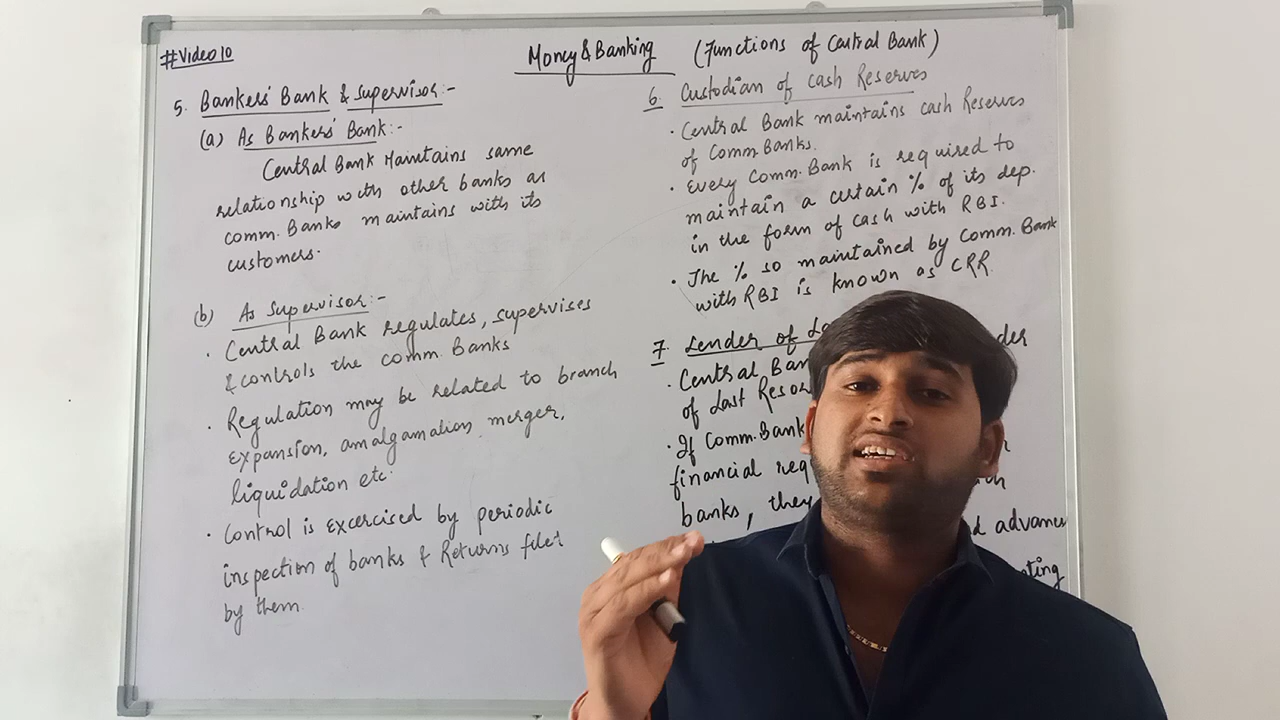 #Video10
Money & Banking (Functions of Central Bank)
5. Bankers' Bank & Supervisor:-
(a) As Bankers' Bank:-
Central Bank Maintains same
relationship with other banks as
comm. Banks maintains with its
customers.
(b) As Supervisor:-
· Central Bank regulates, supervises
& controls the comm. Banks
· Regulation may be related to branch
expansion, amalgamation, merger,
liquidation etc.
· Control is excercised by periodic
inspection of banks & Returns filed
by them.
6. Custodian of cash Reserves
· Central Bank maintains cash Reserves
of Comm. Banks.
· Every Comm. Bank is required to
maintain a certain % of its dep.
in the form of cash with RBI.
· The % so maintained by Comm. Bank
with RBI is known as CRR.
7. Lender of
· Central
of Last
· If Comm. Bank
financial
banks, they advance